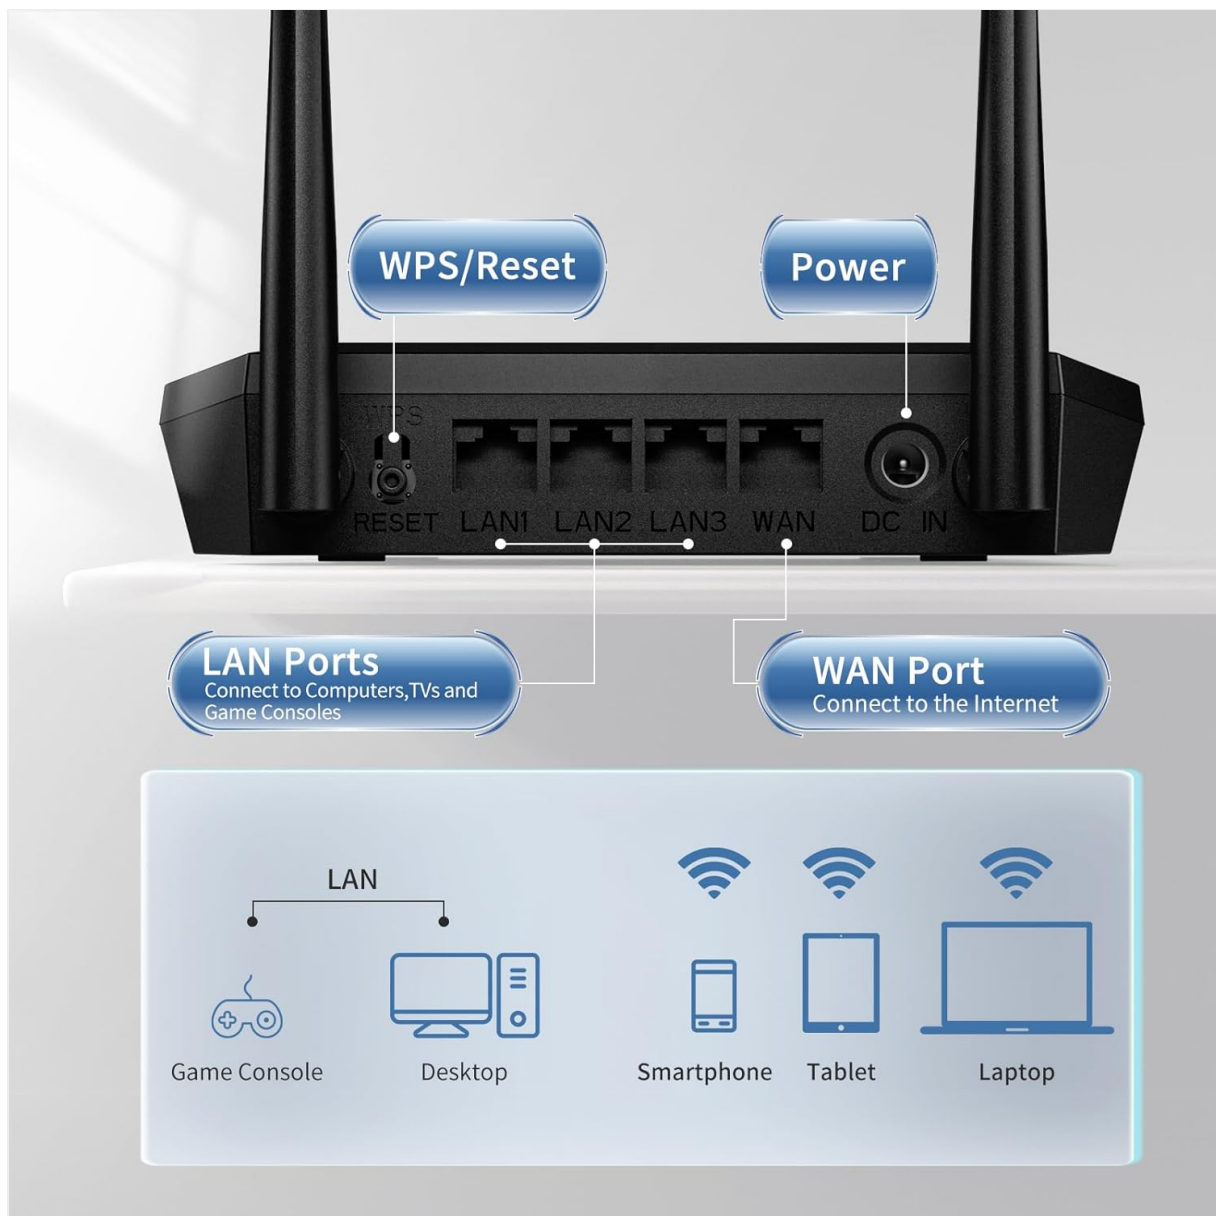 WPS/Reset
Power
WPS
RESET LAN1 LAN2 LAN3 WAN DC IN
LAN Ports
Connect to Computers,TVs and
Game Consoles
WAN Port
Connect to the Internet
LAN
Game Console
Desktop
Smartphone
Tablet
Laptop